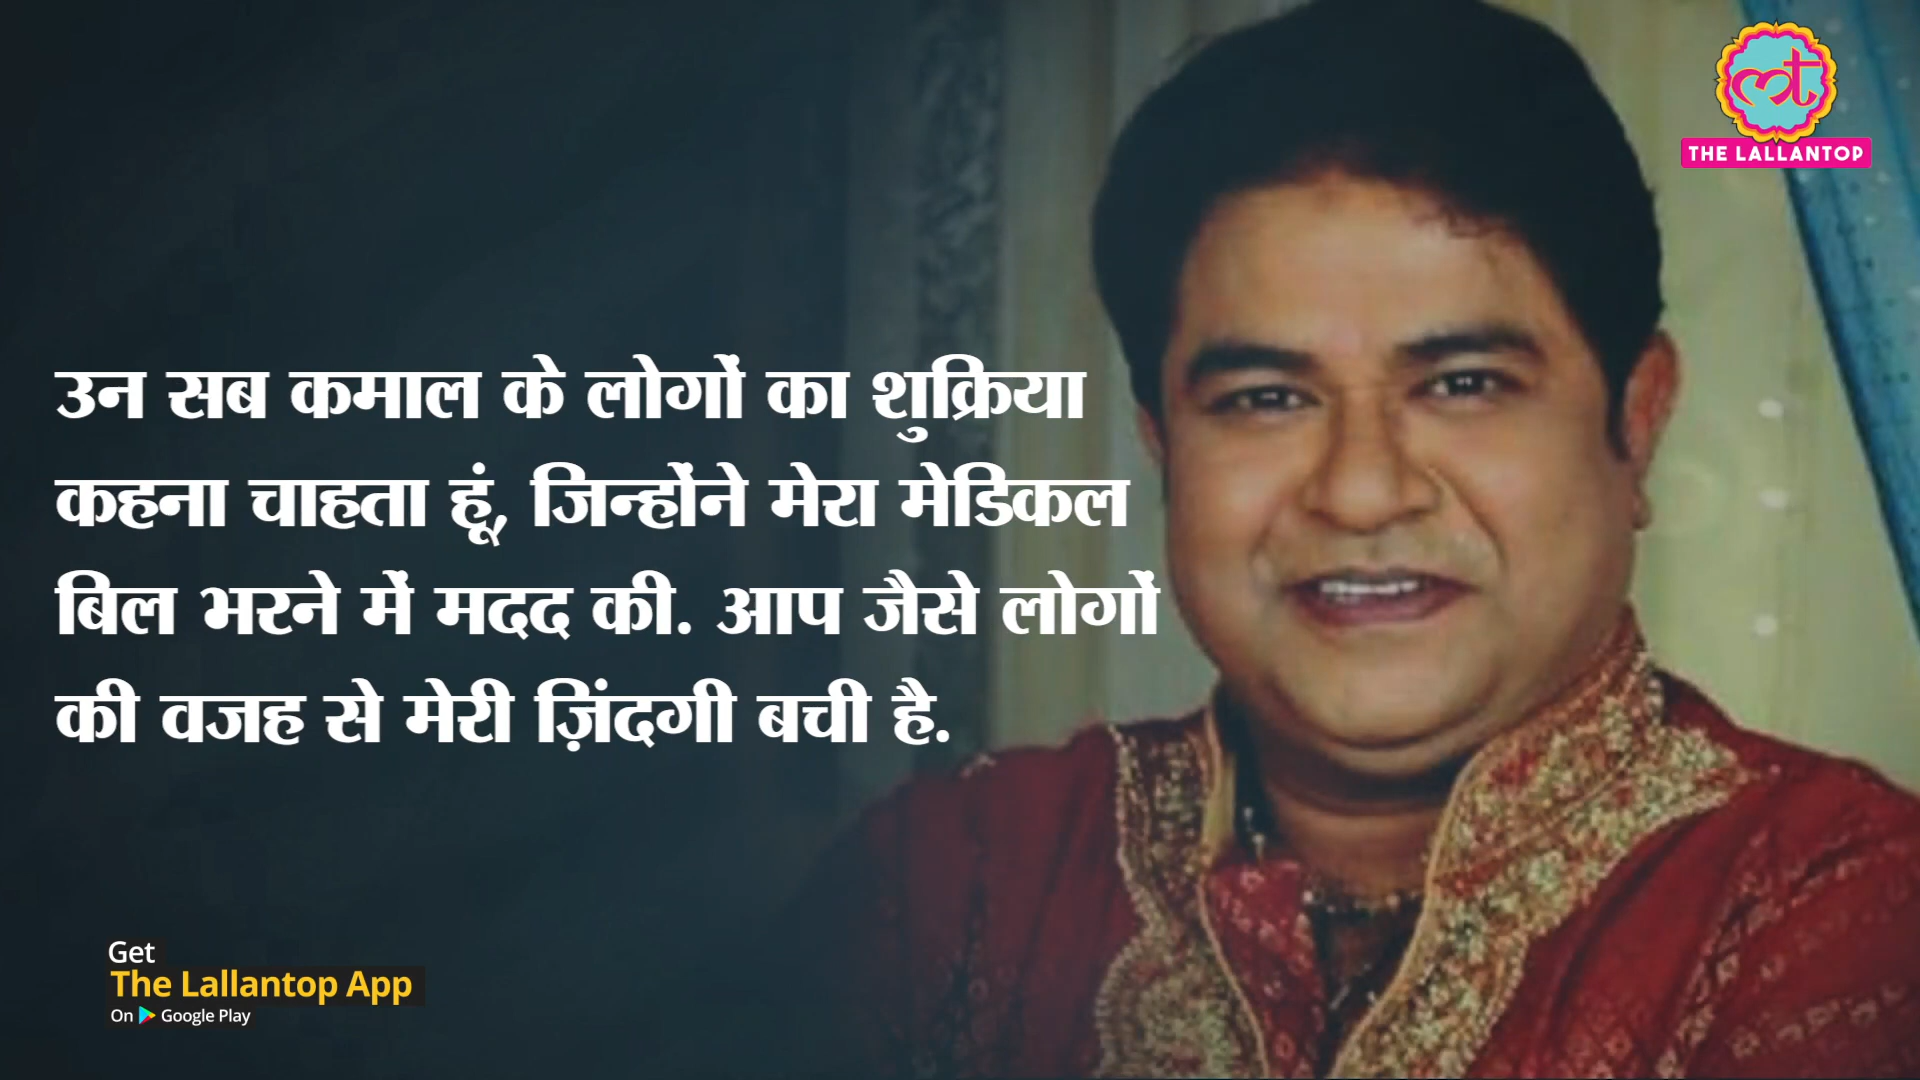 THE LALLANTOP
उन सब कमाल के लोगों का शुक्रिया
कहना चाहता हूं, जिन्होंने मेरा मेडिकल
बिल भरने में मदद की. आप जैसे लोगों
की वजह से मेरी ज़िंदगी बची है.
Get
The Lallantop App
On Google Play